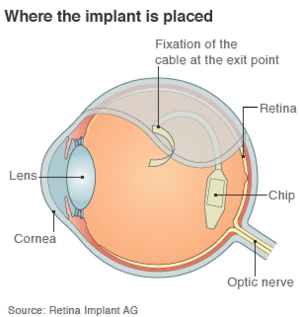 Where the implant is placed
Fixation of the
cable at the exit point
Retina
Lens
Chip
Cornea
Optic nerve
Source: Retina Implant AG